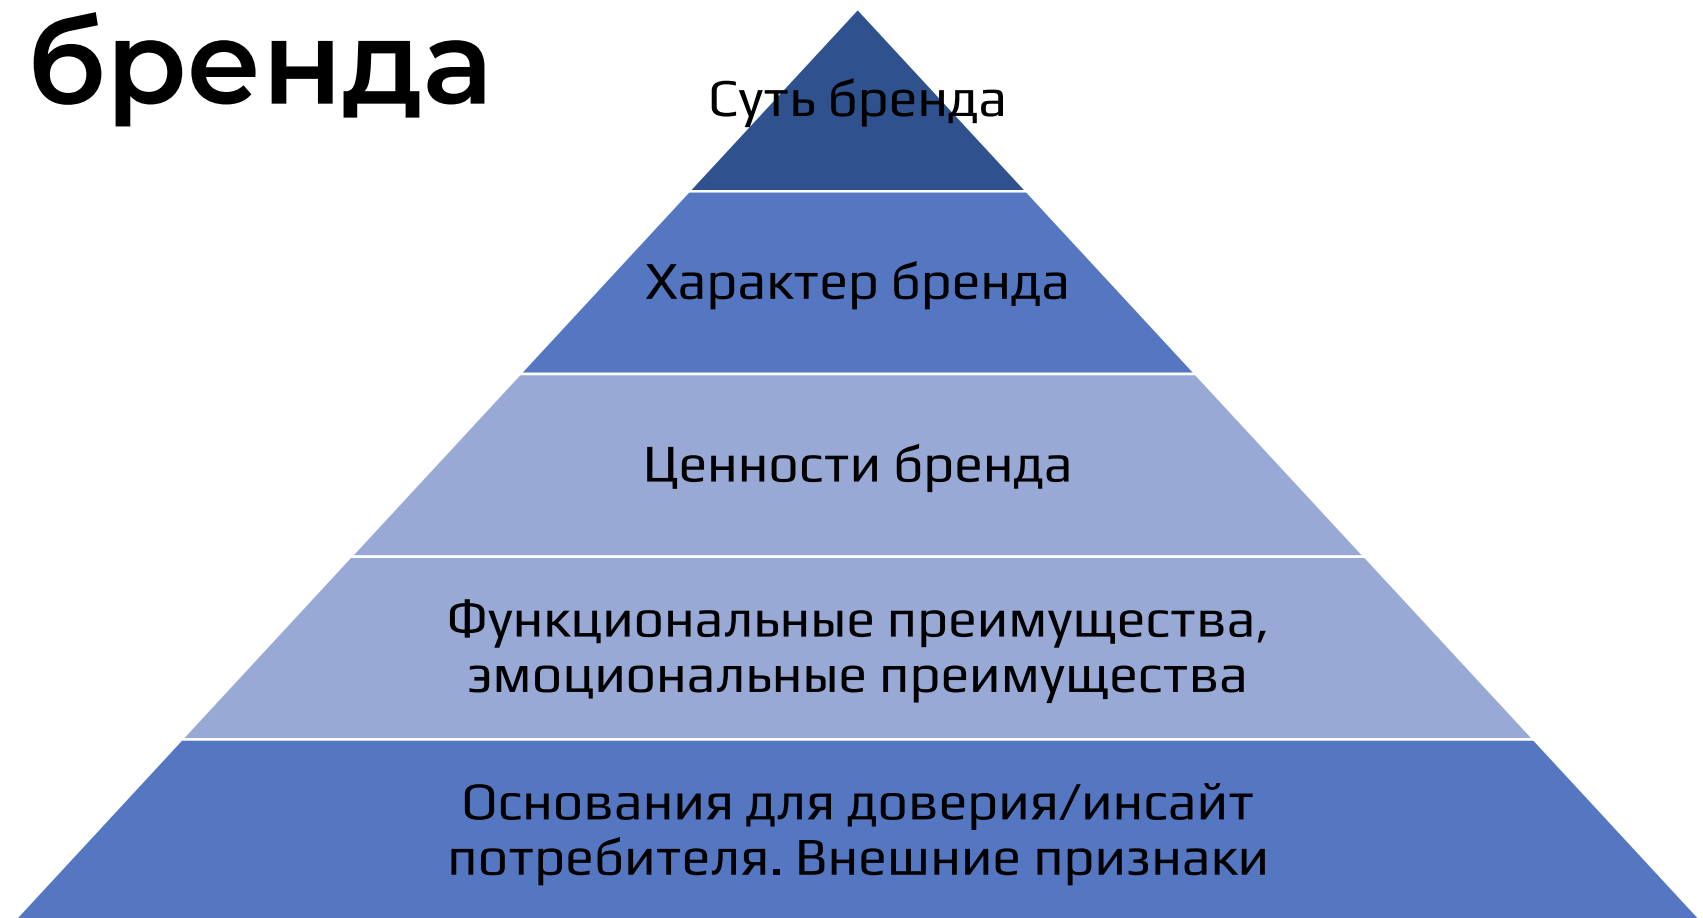 бренда
Суть бренда
Характер бренда
Ценности бренда
Функциональные преимущества,
эмоциональные преимущества
Основания для доверия/инсайт
потребителя. Внешние признаки